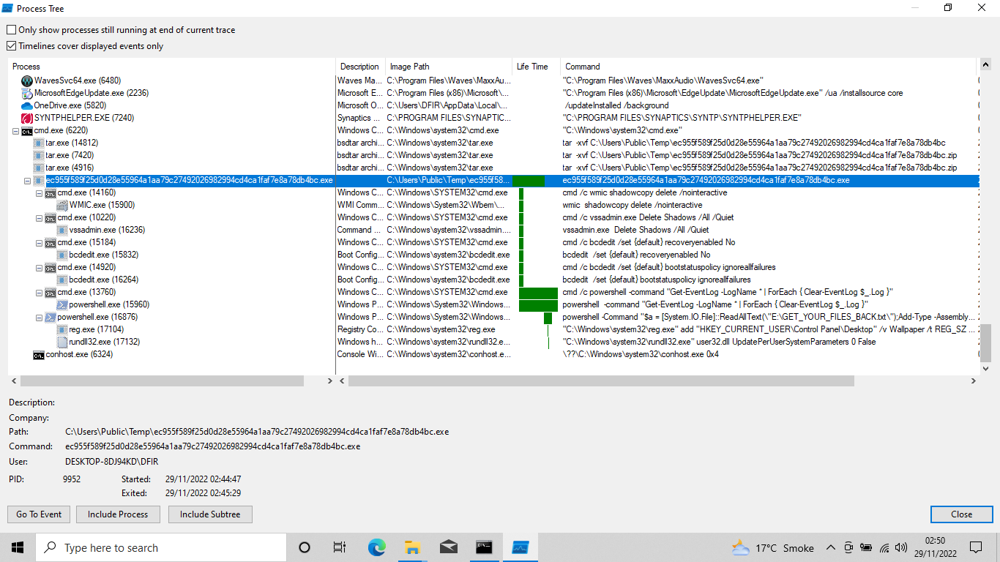 Process Tree
Only show processes still running at end of current trace
Timelines cover displayed events only
Process Description Image Path Life Time Command
WavesSvc64.exe (6480) Waves Ma... C:\Program Files\Waves\MaxxAu... "C:\Program Files\Waves\MaxxAudio\WavesSvc64.exe"
MicrosoftEdgeUpdate.exe (2236) Microsoft E... C:\Program Files (x86)\Microsoft\... "C:\Program Files (x86)\Microsoft\EdgeUpdate\MicrosoftEdgeUpdate.exe" /ua /installsource core
OneDrive.exe (5820) Microsoft O... C:\Users\DFIR\AppData\Local\... /updateInstalled /background
SYNTPHELPER.EXE (7240) Synaptics ... C:\PROGRAM FILES\SYNAPTIC... "C:\PROGRAM FILES\SYNAPTICS\SYNTP\SYNTPHELPER.EXE"
cmd.exe (6220) Windows C... C:\Windows\system32\cmd.exe "C:\Windows\system32\cmd.exe"
tar.exe (14812) bsdtar archi... C:\Windows\system32\tar.exe tar -xvf C:\Users\Public\Temp\ec955f589f25d0d28e55964a1aa79c27492026982994cd4ca1faf7e8a78db4bc
tar.exe (7420) bsdtar archi... C:\Windows\system32\tar.exe tar -xvf C:\Users\Public\Temp\ec955f589f25d0d28e55964a1aa79c27492026982994cd4ca1faf7e8a78db4bc.zip
tar.exe (4916) bsdtar archi... C:\Windows\system32\tar.exe tar -xvf C:\Users\Public\Temp\ec955f589f25d0d28e55964a1aa79c27492026982994cd4ca1faf7e8a78db4bc.zip
ec955f589f25d0d28e55964a1aa79c27492026982994cd4ca1faf7e8a78db4bc.exe C:\Users\Public\Temp\ec955f58... ec955f589f25d0d28e55964a1aa79c27492026982994cd4ca1faf7e8a78db4bc.exe
cmd.exe (14160) Windows C... C:\Windows\SYSTEM32\cmd.exe cmd /c wmic shadowcopy delete /nointeractive
WMIC.exe (15900) WMI Comm... C:\Windows\System32\Wbem\... wmic shadowcopy delete /nointeractive
cmd.exe (10220) Windows C... C:\Windows\SYSTEM32\cmd.exe cmd /c vssadmin.exe Delete Shadows /All /Quiet
vssadmin.exe (16236) Command ... C:\Windows\system32\vssadmin.... vssadmin.exe Delete Shadows /All /Quiet
cmd.exe (15184) Windows C... C:\Windows\SYSTEM32\cmd.exe cmd /c bcdedit /set {default} recoveryenabled No
bcdedit.exe (15832) Boot Config... C:\Windows\system32\bcdedit.exe bcdedit /set {default} recoveryenabled No
cmd.exe (14920) Windows C... C:\Windows\SYSTEM32\cmd.exe cmd /c bcdedit /set {default} bootstatuspolicy ignoreallfailures
bcdedit.exe (16264) Boot Config... C:\Windows\system32\bcdedit.exe bcdedit /set {default} bootstatuspolicy ignoreallfailures
cmd.exe (13760) Windows C... C:\Windows\SYSTEM32\cmd.exe cmd /c powershell -command "Get-EventLog -LogName * | ForEach { Clear-EventLog $_.Log }"
powershell.exe (15960) Windows P... C:\Windows\System32\Windows... powershell -command "Get-EventLog -LogName * | ForEach { Clear-EventLog $_.Log }"
powershell.exe (16876) Windows P... C:\Windows\System32\Windows... powershell -Command "$a = [System.IO.File]::ReadAllText(\"E:\GET_YOUR_FILES_BACK.txt\");Add-Type -Assembly...
reg.exe (17104) Registry Co... C:\Windows\system32\reg.exe "C:\Windows\system32\reg.exe" add "HKEY_CURRENT_USER\Control Panel\Desktop" /v Wallpaper /t REG_SZ ...
rundll32.exe (17132) Windows h... C:\Windows\system32\rundll32.e... "C:\Windows\system32\rundll32.exe" user32.dll UpdatePerUserSystemParameters 0 False
conhost.exe (6324) Console Wi... C:\Windows\system32\conhost.e... \??\C:\Windows\system32\conhost.exe 0x4
Description:
Company:
Path: C:\Users\Public\Temp\ec955f589f25d0d28e55964a1aa79c27492026982994cd4ca1faf7e8a78db4bc.exe
Command: ec955f589f25d0d28e55964a1aa79c27492026982994cd4ca1faf7e8a78db4bc.exe
User: DESKTOP-8DJ94KD\DFIR
PID: 9952 Started: 29/11/2022 02:44:47
Exited: 29/11/2022 02:45:29
Go To Event Include Process Include Subtree Close
Type here to search 17°C Smoke 02:50
29/11/2022